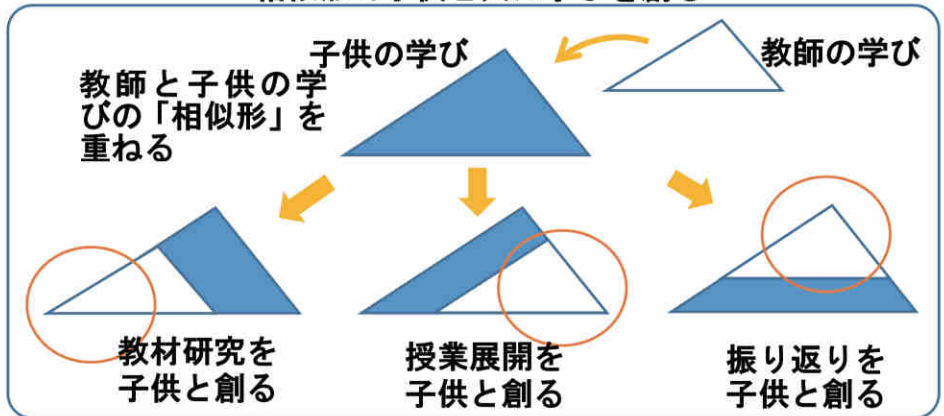 子供の学び
教師の学び
教師と子供の学
びの「相似形」を
重ねる
教材研究を
子供と創る
授業展開を
子供と創る
振り返りを
子供と創る